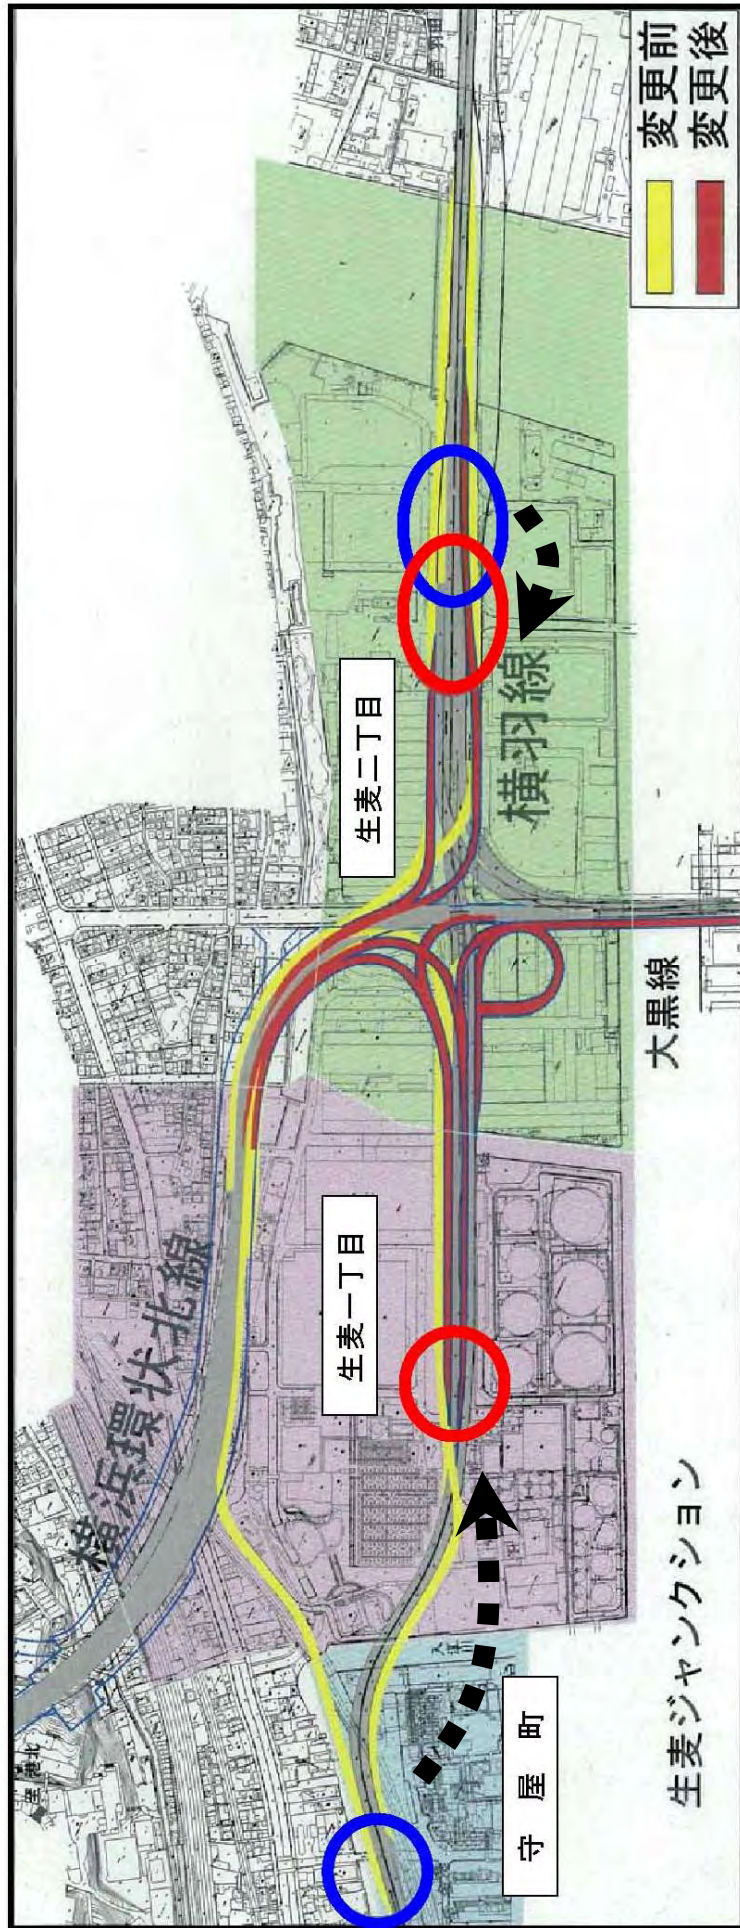 変更前
変更後
生麦二丁目
横羽線
大黒線
横浜環状北線
生麦一丁目
守屋町
生麦ジャンクション